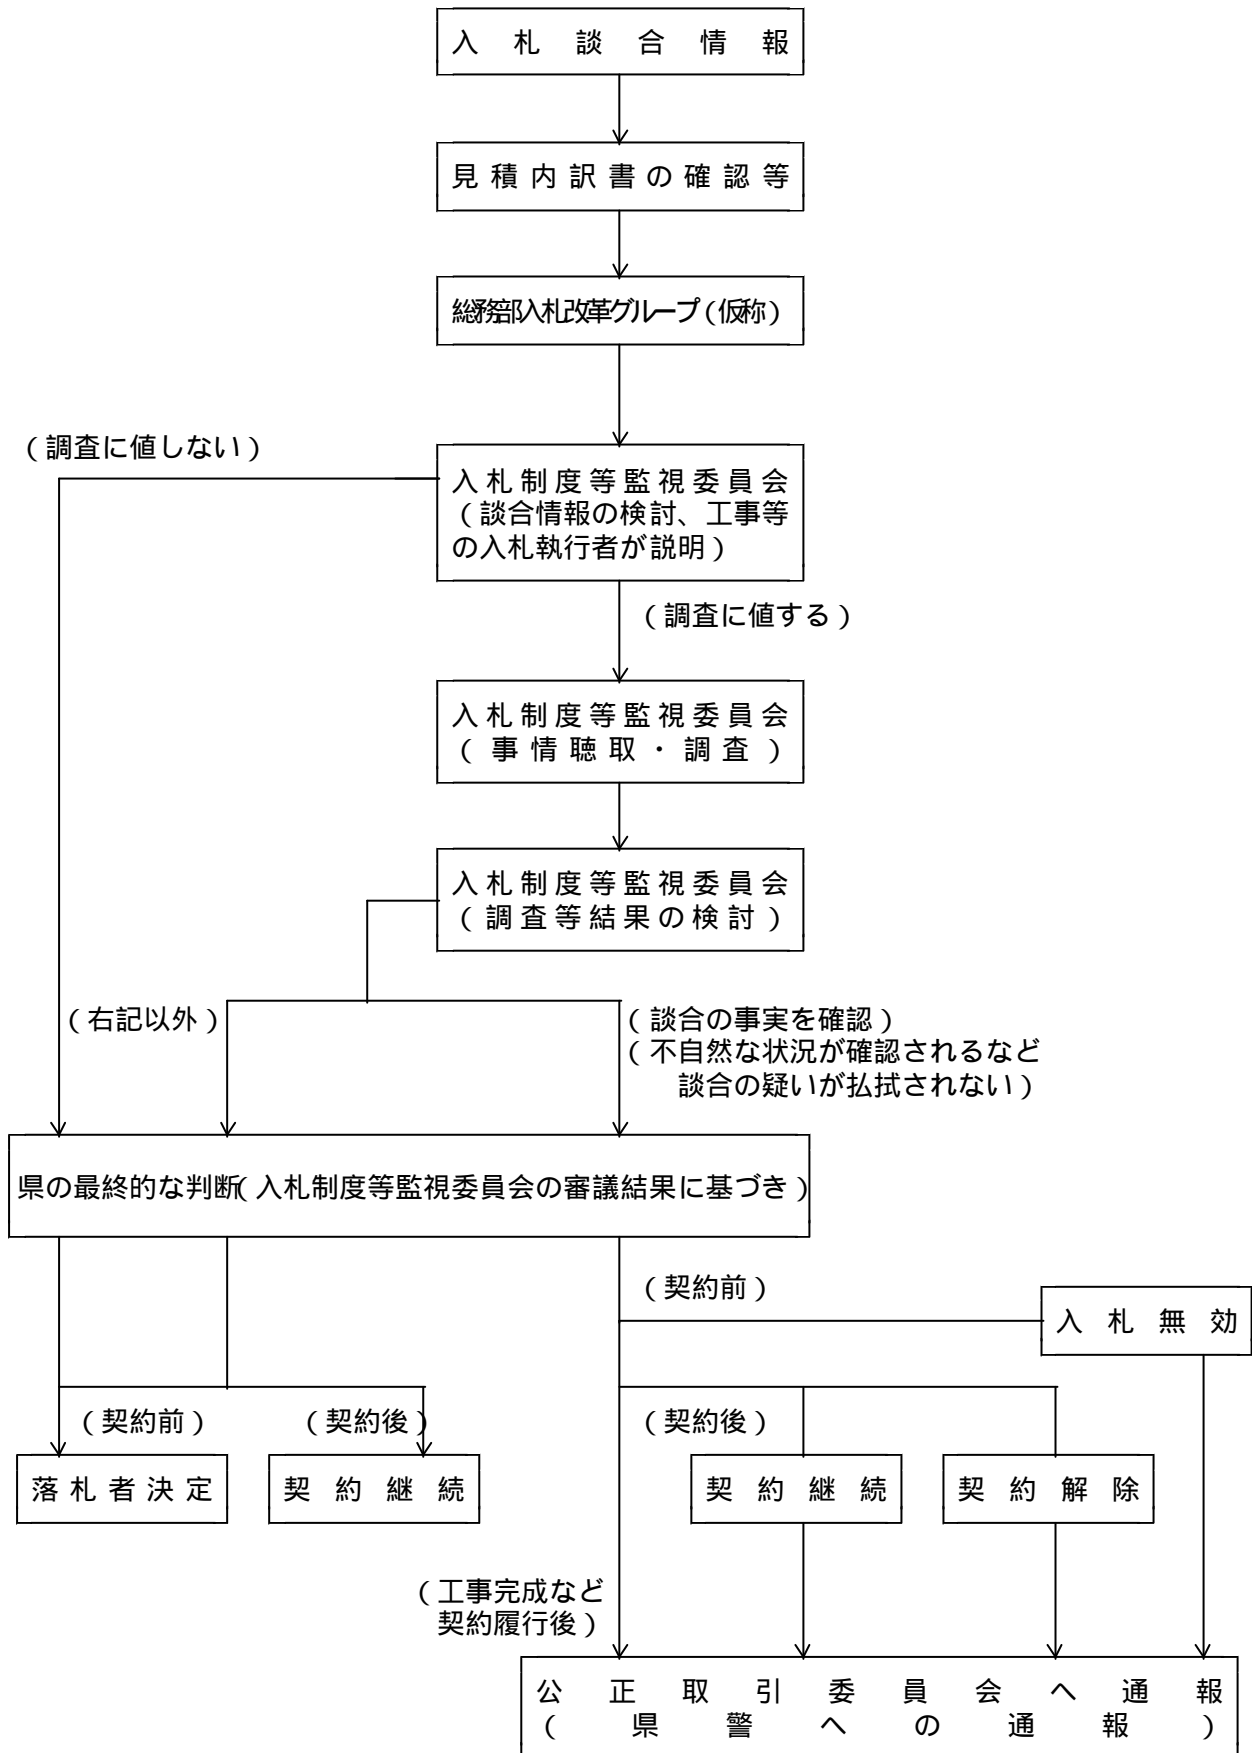 入札談合情報
見積内訳書の確認等
総務部入札改革グループ(仮称)
(調査に値しない)
入札制度等監視委員会
(談合情報の検討、工事等
の入札執行者が説明)
(調査に値する)
入札制度等監視委員会
(事情聴取・調査)
入札制度等監視委員会
(調査等結果の検討)
(右記以外)
(談合の事実を確認)
(不自然な状況が確認されるなど
談合の疑いが払拭されない)
県の最終的な判断(入札制度等監視委員会の審議結果に基づき)
(契約前)
入札無効
(契約前)
(契約後)
(契約後)
落札者決定
契約継続
契約継続
契約解除
(工事完成など
契約履行後)
公正取引委員会へ通報
(県警への通報)